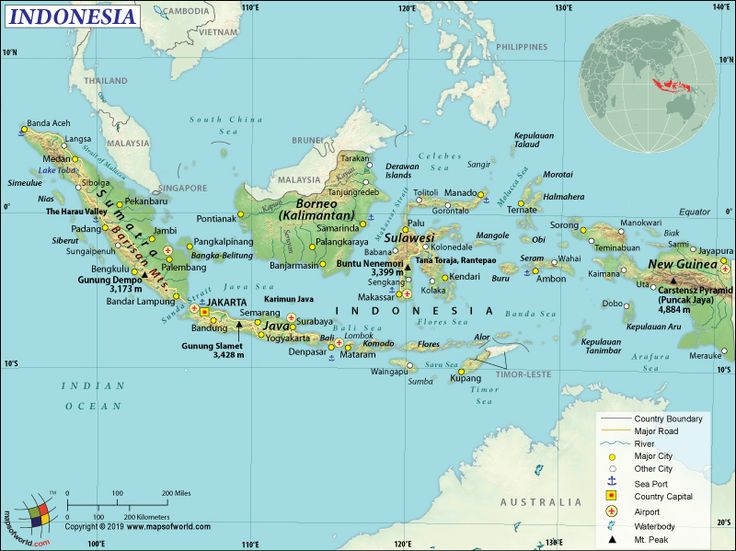 INDONESIA
110°E
120°E
130°E
140°E
10°N
10°N
CAMBODIA
VIETNAM
THAILAND
PHILIPPINES
South China
Sea
BRUNEI
MALAYSIA
MALAYSIA
SINGAPORE
Banda Aceh
Langsa
Strait of Malacca
Medan
Lake Toba
Simeulue
Sibolga
Nias
Pekanbaru
The Harau Valley
Sumatra
Barisan Mts.
Padang
Siberut
Sungaipenuh
Jambi
Bengkulu
Palembang
Gunung Dempo
3,173 m
Bandar Lampung
Sunda Strait
Pangkalpinang
Bangka-Belitung
Java Sea
Karimun Java
JAKARTA
Semarang
Surabaya
Bandung
Java
Yogyakarta
Gunung Slamet
3,428 m
Bali
Lombok
Denpasar
Mataram
Bali Sea
Komodo
Flores
Flores Sea
Alor
Waingapu
Sumba
Savu Sea
Kupang
TIMOR-LESTE
Timor
Sea
Pontianak
Borneo
(Kalimantan)
Kapuas
Kayan
Tarakan
Tanjungredeb
Derawan
Islands
Samarinda
Palangkaraya
Banjarmasin
Makassar Strait
Celebes
Sea
Sangir
Kepulauan
Talaud
Tolitoli
Manado
Gorontalo
Molucca Sea
Morotai
Halmahera
Ternate
Palu
Sulawesi
Babana
Kolonedale
Buntu Nenemori
3,399 m
Tana Toraja, Rantepao
Sengkang
Kendari
Kolaka
Makassar
Mangole
Obi
Buru
Seram
Wahai
Ambon
INDONESIA
Banda Sea
Equator
0°
0°
Sorong
Manokwari
Biak
Teminabuan
Sarmi
Jayapura
New Guinea
Kaimana
Uta
Carstensz Pyramid
(Puncak Jaya)
4,884 m
Dobo
Kepulauan Aru
Kepulauan
Tanimbar
Arafura
Sea
Merauke
10°S
10°S
INDIAN
OCEAN
AUSTRALIA
Country Boundary
Major Road
River
Major City
Other City
Sea Port
Country Capital
Airport
Waterbody
Mt. Peak
0 100 200 Miles
0 100 200 Kilometers
Copyright © 2019 www.mapsofworld.com
mapsofworld.com
TM
100°E
110°E
120°E
130°E
140°E
20°S
20°S